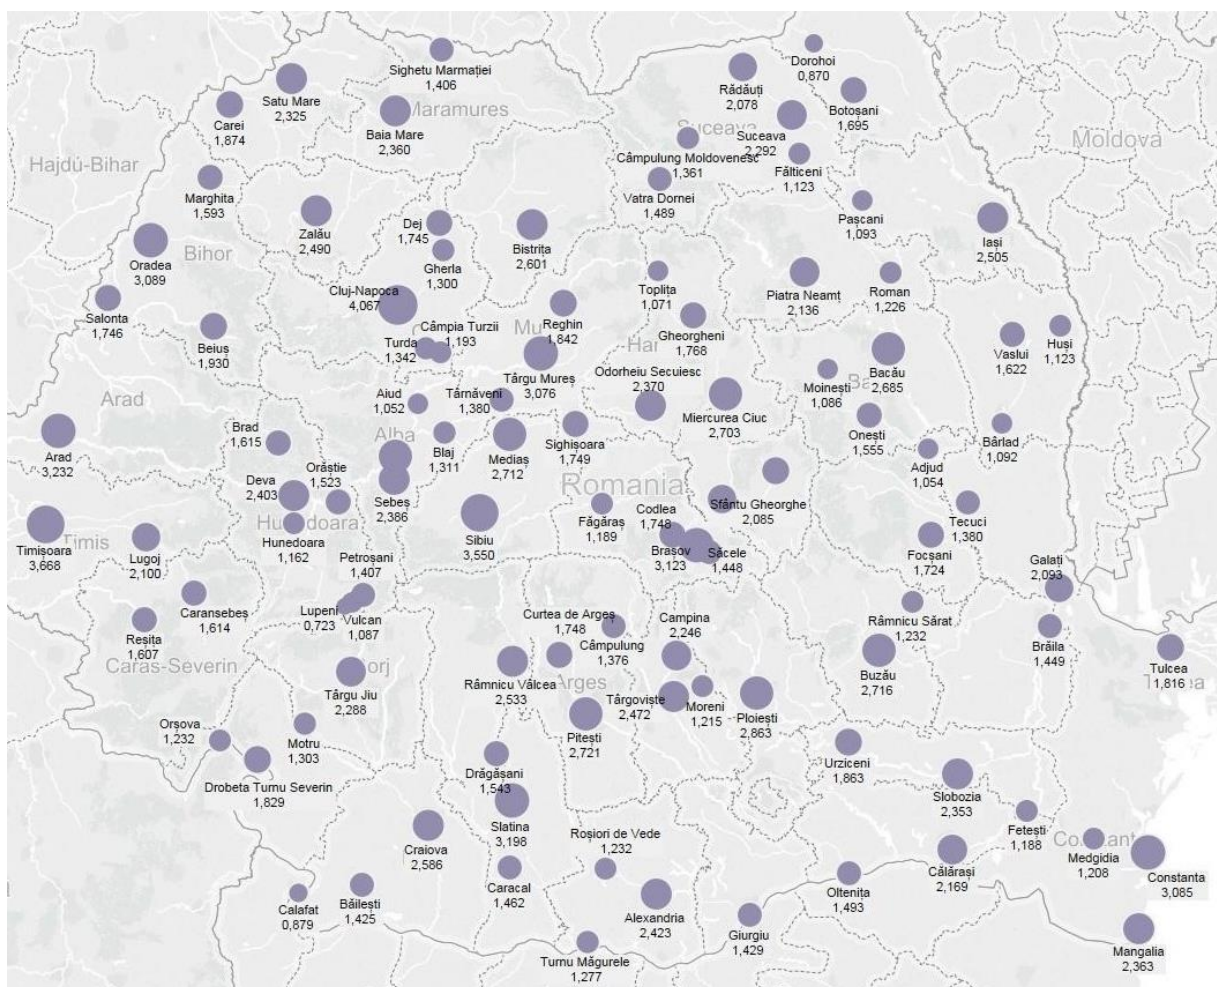 Sighetu Marmației
1,406
Dorohoi
0,870
Satu Mare
2,325
Rădăuți
2,078
Botoșani
1,695
Carei
1,874
Maramures
Baia Mare
2,360
Suceava
Suceava
2,292
Moldova
Hajdú-Bihar
Câmpulung Moldovenesc
1,361
Fălticeni
1,123
Marghita
1,593
Vatra Dornei
1,489
Pașcani
1,093
Zalău
2,490
Dej
1,745
Bistrița
2,601
Iași
2,505
Oradea
3,089
Bihor
Gherla
1,300
Cluj-Napoca
4,067
Toplița
1,071
Piatra Neamț
2,136
Roman
1,226
Salonta
1,746
Beiuș
1,930
Câmpia Turzii
1,193
Turda
1,342
Mu
Reghin
1,842
Har
Gheorgheni
1,768
Vaslui
1,622
Huși
1,123
Târgu Mureș
3,076
Odorheiu Secuiesc
2,370
Bacău
2,685
Ba
Moinești
1,086
Arad
Aiud
1,052
Târnăveni
1,380
Miercurea Ciuc
2,703
Arad
3,232
Brad
1,615
Alba
Blaj
1,311
Mediaș
2,712
Sighișoara
1,749
Onești
1,555
Bârlad
1,092
Adjud
1,054
Orăștie
1,523
Deva
2,403
Sebeș
2,386
Romania
Sfântu Gheorghe
2,085
Hunedoara
Hunedoara
1,162
Timișoara
3,668
Timis
Lugoj
2,100
Sibiu
3,550
Făgăraș
1,189
Codlea
1,748
Brașov
3,123
Săcele
1,448
Tecuci
1,380
Focșani
1,724
Petroșani
1,407
Galați
2,093
Lupeni
0,723
Vulcan
1,087
Caransebeș
1,614
Reșița
1,607
Caras-Severin
orj
Curtea de Argeș
1,748
Câmpulung
1,376
Campina
2,246
Râmnicu Sărat
1,232
Brăila
1,449
Tulcea
1,816
Târgu Jiu
2,288
Râmnicu Vâlcea
2,533
Arges
Târgoviște
2,472
Moreni
1,215
Ploiești
2,863
Buzău
2,716
Orșova
1,232
Motru
1,303
Pitești
2,721
Drobeta Turnu Severin
1,829
Drăgășani
1,543
Urziceni
1,863
Slobozia
2,353
Slatina
3,198
Craiova
2,586
Roșiori de Vede
1,232
Fetești
1,188
Medgidia
1,208
Constanta
3,085
Călărași
2,169
Caracal
1,462
Oltenița
1,493
Calafat
0,879
Băilești
1,425
Alexandria
2,423
Giurgiu
1,429
Turnu Măgurele
1,277
Mangalia
2,363